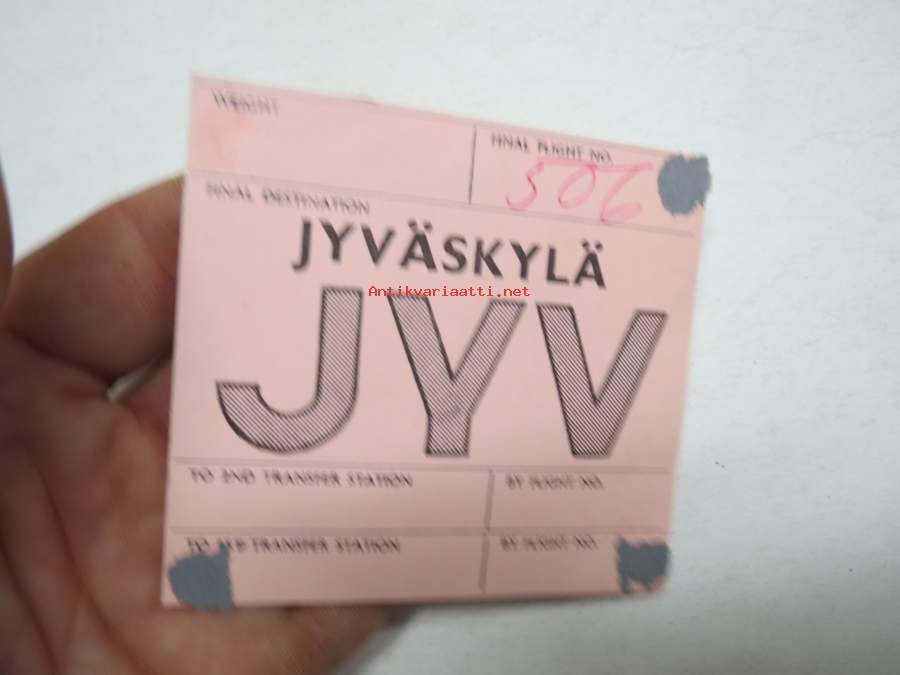 WEIGHT
FINAL FLIGHT NO.
506
FINAL DESTINATION
JYVÄSKYLÄ
Antikvariaatti.net
JYV
TO 2ND TRANSFER STATION
BY FLIGHT NO.
TO 3RD TRANSFER STATION
BY FLIGHT NO.